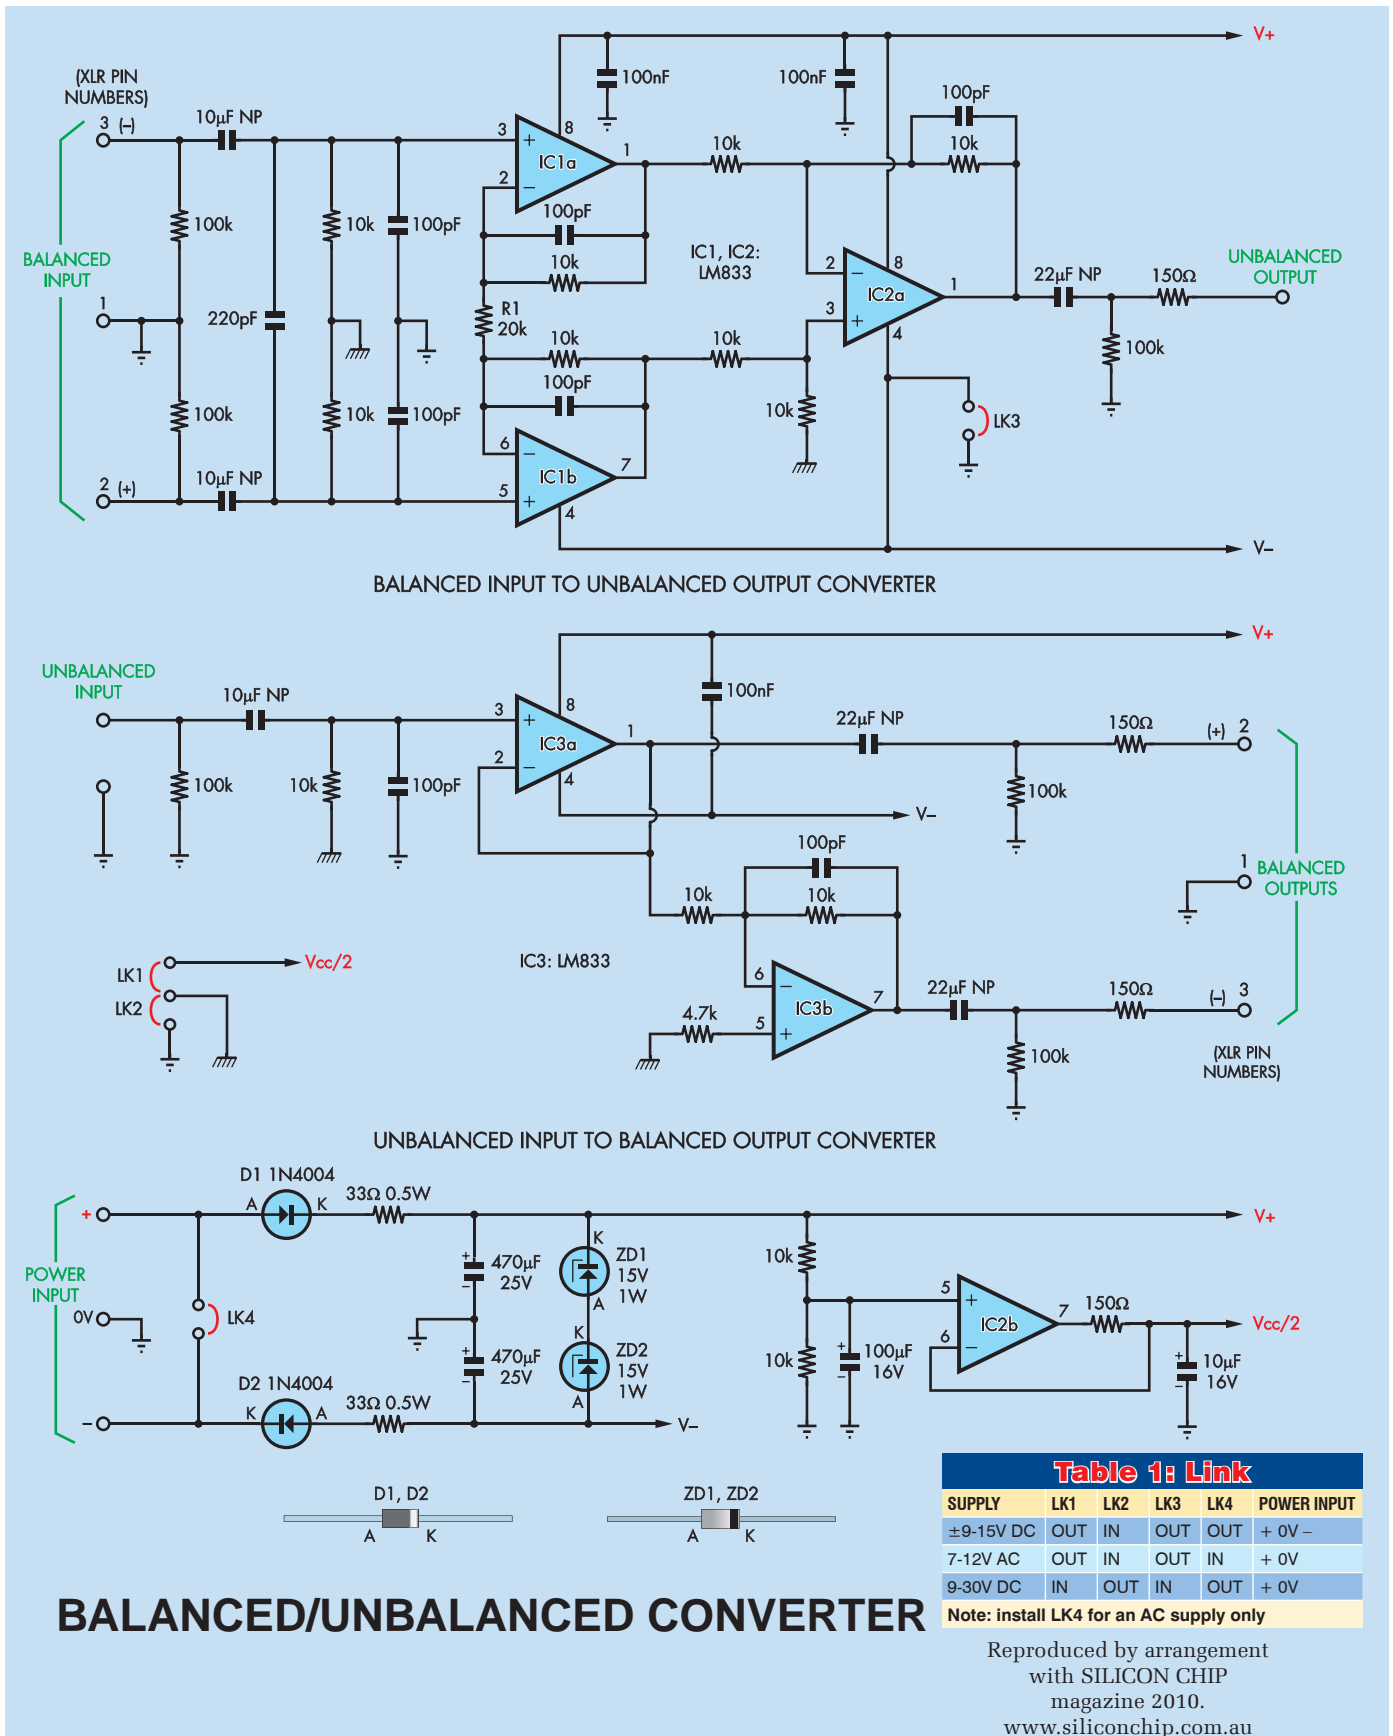 V+
(XLR PIN
NUMBERS)
3 (–)
10µF NP
100nF
100nF
100pF
3
8
+
IC1a
1
2
–
10k
10k
100k
10k
100pF
100pF
10k
IC1, IC2:
LM833
BALANCED
INPUT
1
220pF
R1
20k
2
–
8
IC2a
1
3
+
4
22µF NP
150Ω
UNBALANCED
OUTPUT
10k
10k
100k
100pF
100k
10k
100pF
10k
LK3
6
–
IC1b
7
5
+
4
2 (+)
10µF NP
V–
BALANCED INPUT TO UNBALANCED OUTPUT CONVERTER
V+
UNBALANCED
INPUT
10µF NP
100nF
3
8
+
IC3a
1
2
–
4
22µF NP
150Ω
(+) 2
100k
10k
100pF
100k
V–
100pF
1
BALANCED
OUTPUTS
10k
10k
LK1
Vcc/2
LK2
IC3: LM833
6
–
IC3b
7
5
+
4.7k
22µF NP
150Ω
(–) 3
100k
(XLR PIN
NUMBERS)
UNBALANCED INPUT TO BALANCED OUTPUT CONVERTER
D1 1N4004
A
K
33Ω 0.5W
+
V+
POWER
INPUT
0V
LK4
+
470µF
25V
–
K
ZD1
15V
1W
A
10k
5
+
IC2b
7
6
–
150Ω
Vcc/2
K
ZD2
15V
1W
A
+
470µF
25V
–
10k
+
100µF
16V
–
+
10µF
16V
–
D2 1N4004
K
A
33Ω 0.5W
–
V–
D1, D2
A
K
ZD1, ZD2
A
K
Table 1: Link
SUPPLY LK1 LK2 LK3 LK4 POWER INPUT
±9-15V DC OUT IN OUT OUT + 0V –
7-12V AC OUT IN OUT IN + 0V
9-30V DC IN OUT IN OUT + 0V
Note: install LK4 for an AC supply only
BALANCED/UNBALANCED CONVERTER
Reproduced by arrangement
with SILICON CHIP
magazine 2010.
www.siliconchip.com.au